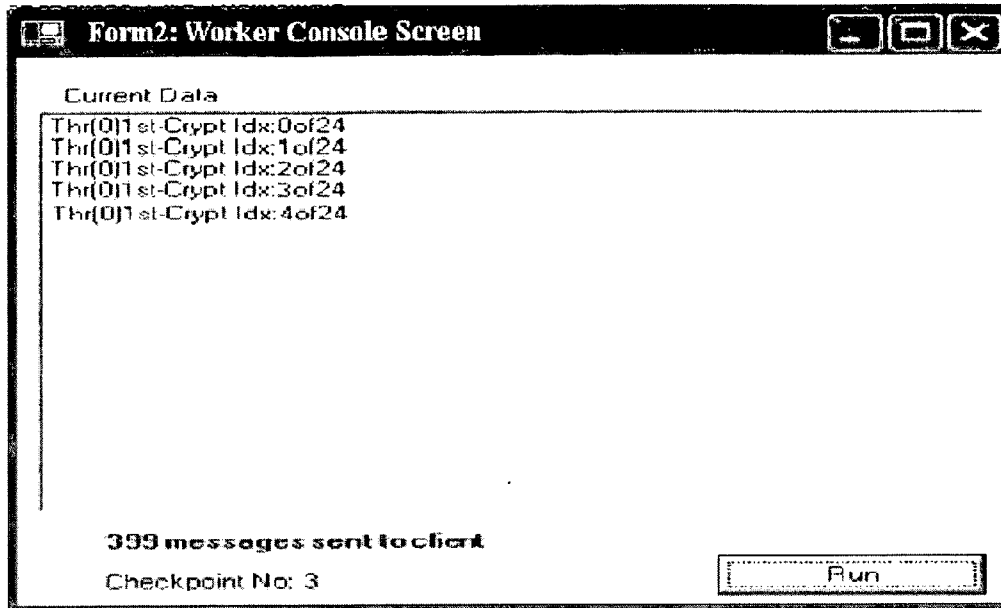 Form2: Worker Console Screen
Current Data
Thr(0)1st-Crypt Idx:0of24
Thr(0)1st-Crypt Idx:1of24
Thr(0)1st-Crypt Idx:2of24
Thr(0)1st-Crypt Idx:3of24
Thr(0)1st-Crypt Idx:4of24
399 messages sent to client
Checkpoint No: 3
Run